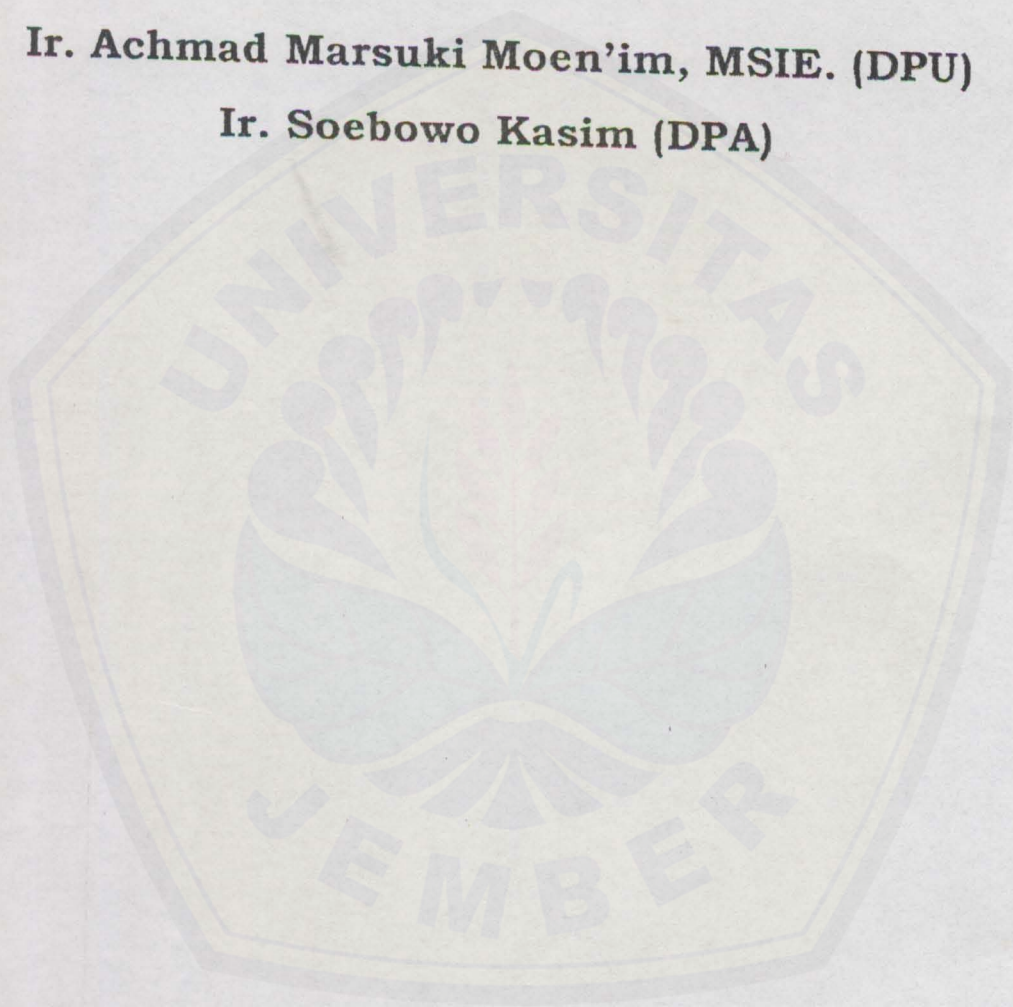 Ir. Achmad Marsuki Moen'im, MSIE. (DPU)
Ir. Soebowo Kasim (DPA)
UNIVERSITAS
JEMBER